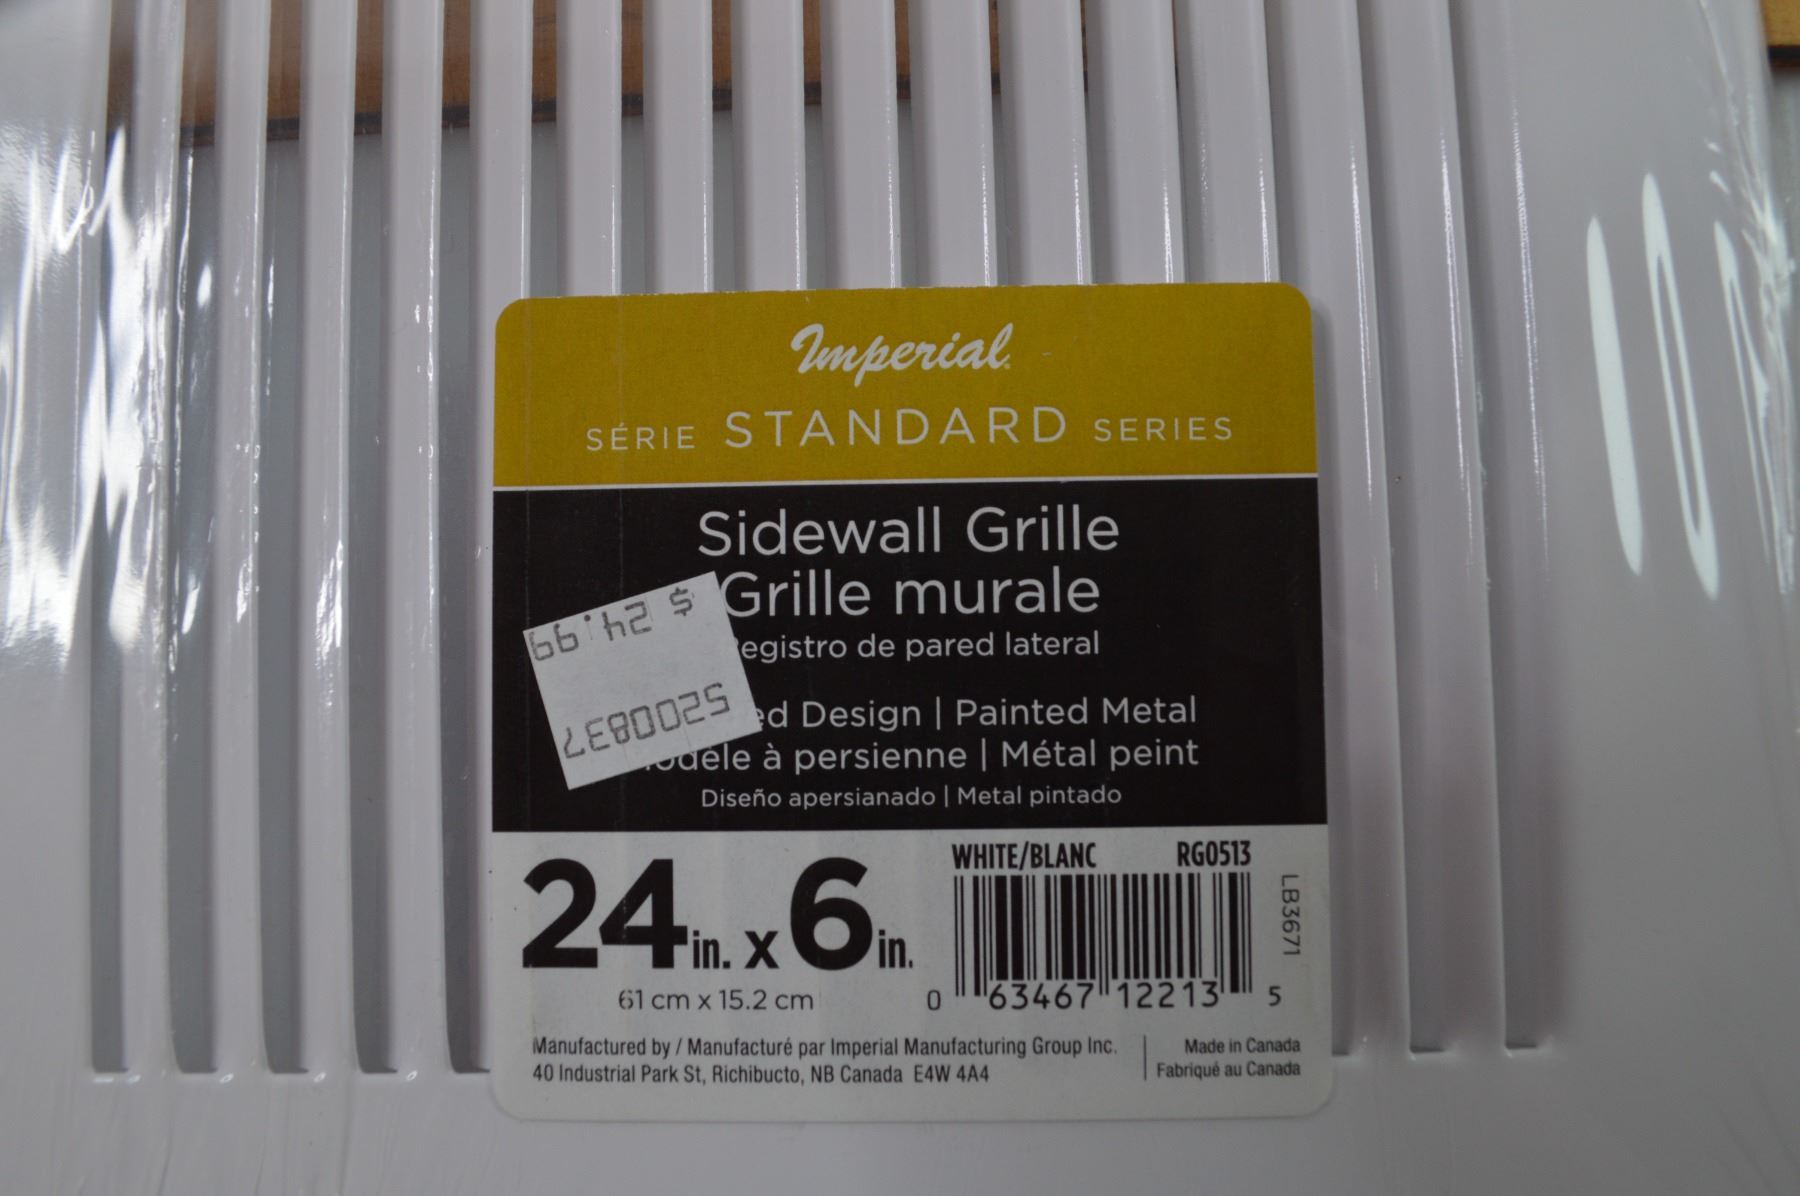 Imperial
SÉRIE STANDARD SERIES
Sidewall Grille
Grille murale
egistro de pared lateral
$ 24.99
5200837
ed Design | Painted Metal
odèle à persienne | Métal peint
Diseño apersianado | Metal pintado
24in. x 6in.
61 cm x 15.2 cm
WHITE/BLANC RG0513
0 63467 12213 5
LB3671
Manufactured by / Manufacturé par Imperial Manufacturing Group Inc.
40 Industrial Park St, Richibucto, NB Canada E4W 4A4
Made in Canada
Fabriqué au Canada